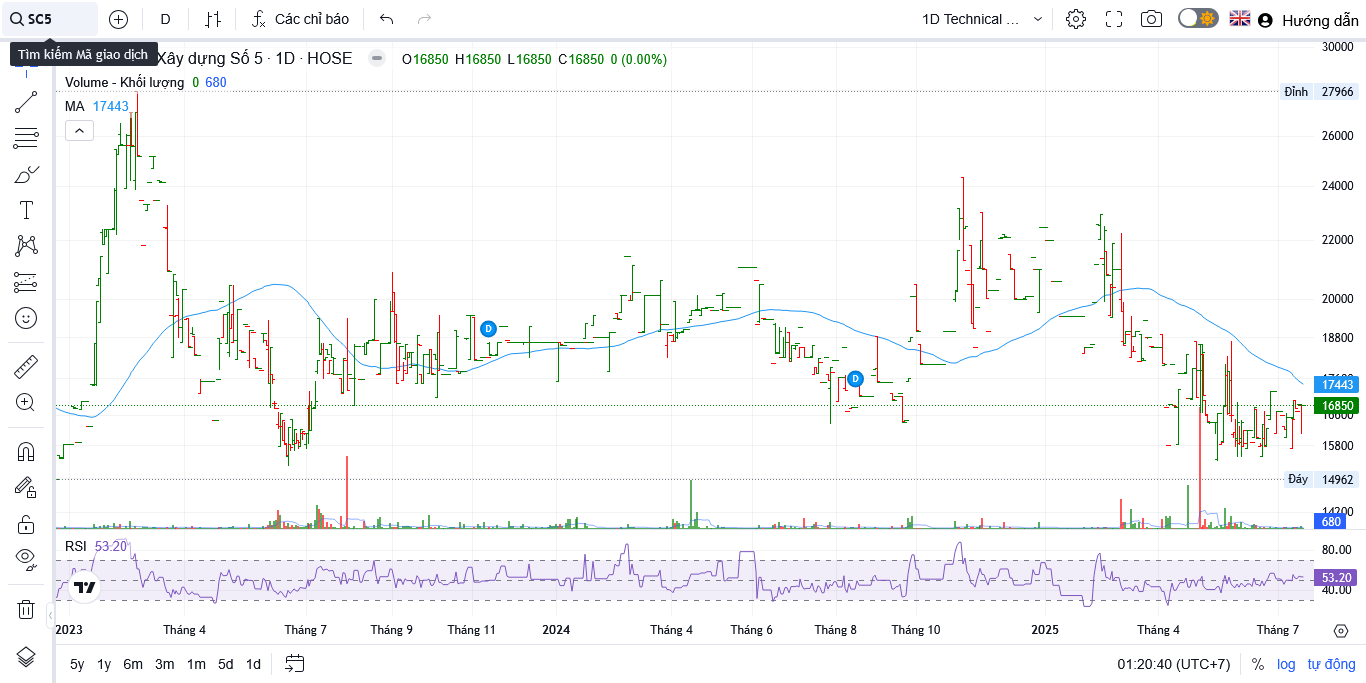 SC5 D Các chỉ báo 1D Technical ... Hướng dẫn
Tìm kiếm Mã giao dịch
Xây dựng Số 5 · 1D · HOSE O16850 H16850 L16850 C16850 0 (0.00%)
Volume - Khối lượng 0 680
MA 17443
30000
Đỉnh 27966
26000
24000
22000
20000
18800
17443
16850
16000
15800
Đáy 14962
14200
680
RSI 53.20
80.00
53.20
40.00
2023 Tháng 4 Tháng 7 Tháng 9 Tháng 11 2024 Tháng 4 Tháng 6 Tháng 8 Tháng 10 2025 Tháng 4 Tháng 7
D
D
5y 1y 6m 3m 1m 5d 1d 01:20:40 (UTC+7) % log tự động